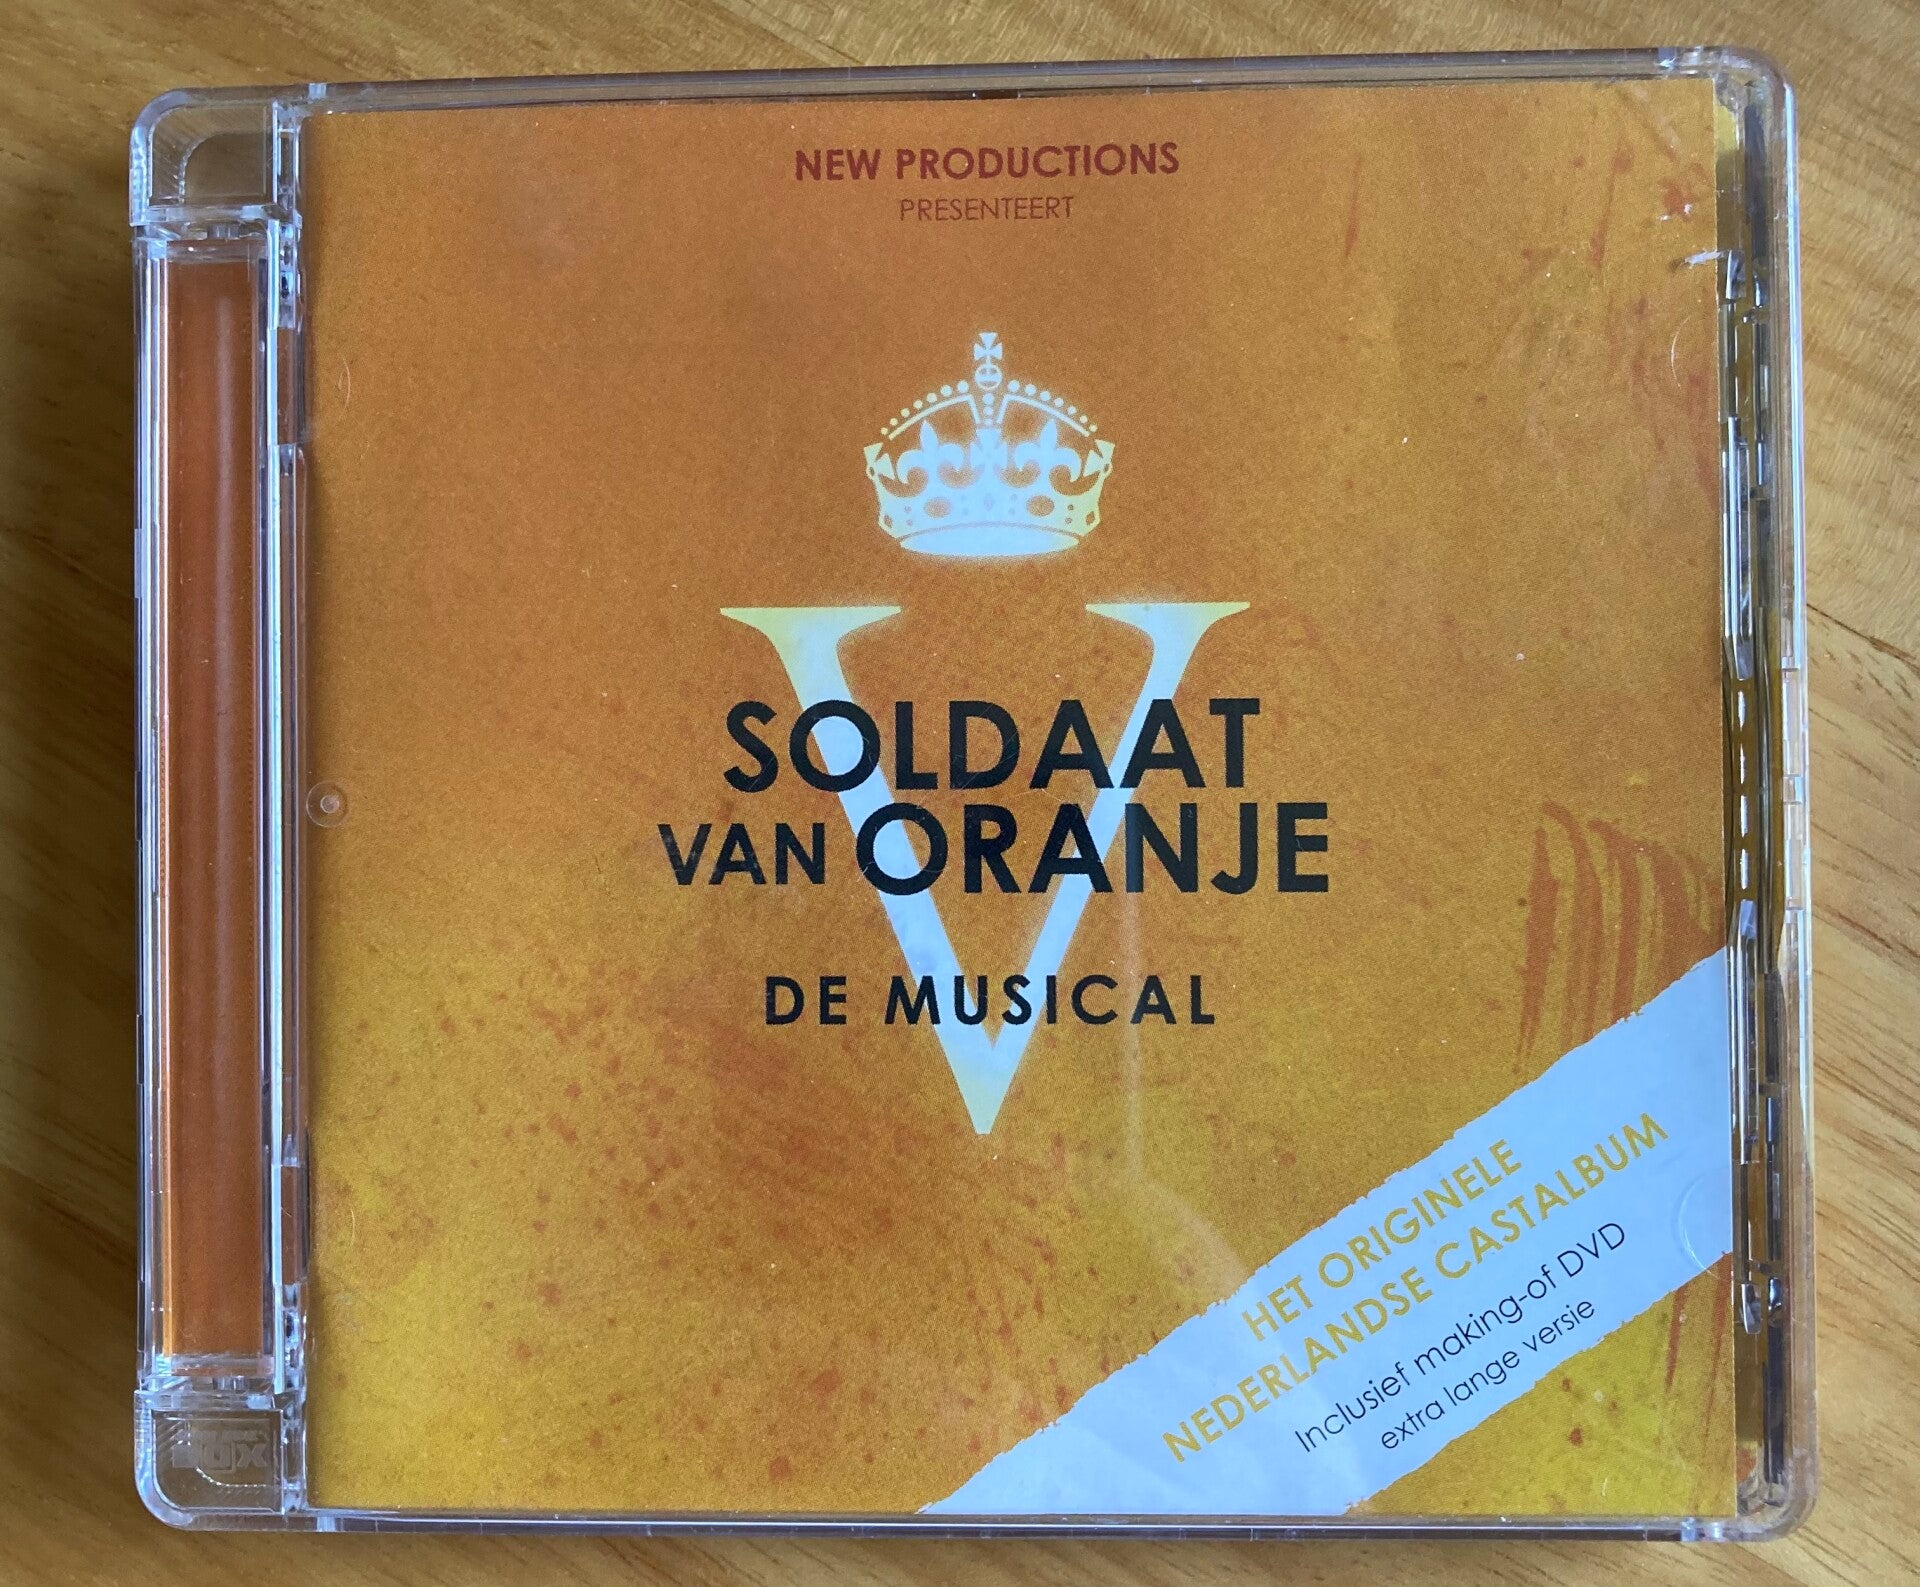 NEW PRODUCTIONS
PRESENTEERT
V
SOLDAAT
VAN ORANJE
DE MUSICAL
HET ORIGINELE
NEDERLANDSE CASTALBUM
Inclusief making-of DVD
extra lange versie